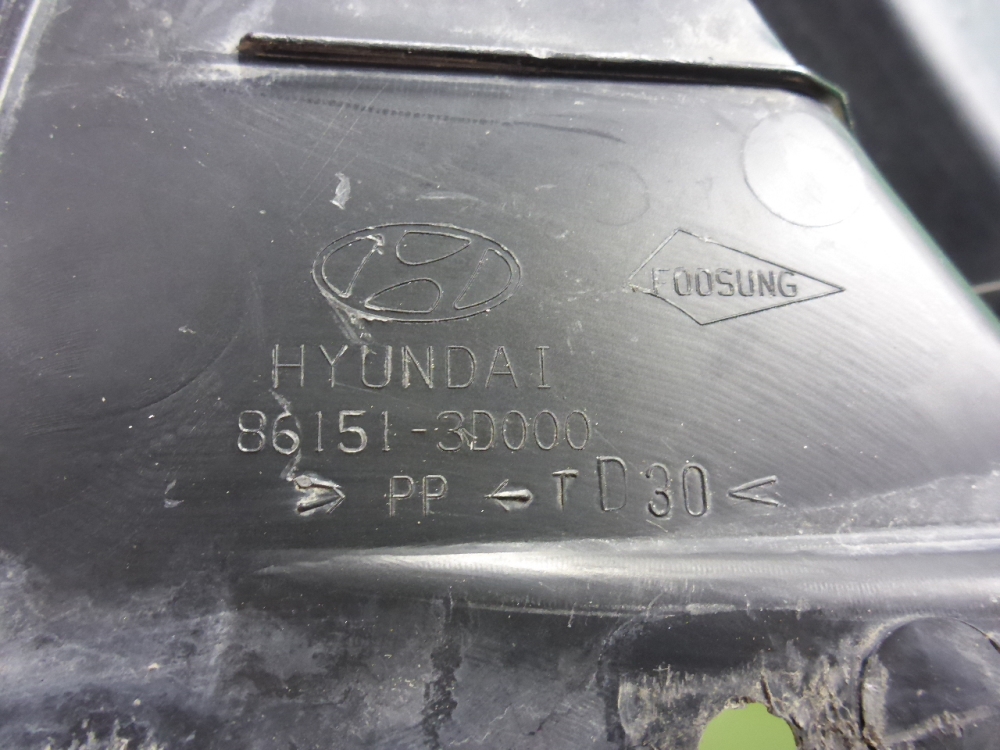 FOOSUNG
HYUNDAI
86151-3D000
> PP < TD30 <